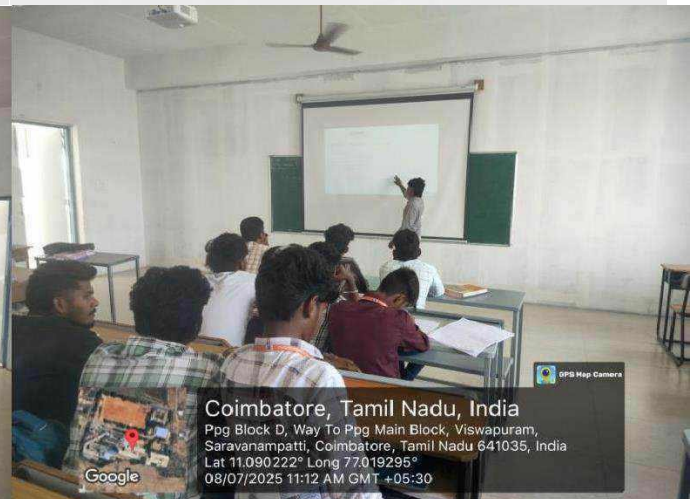 GPS Map Camera
Coimbatore, Tamil Nadu, India
Ppg Block D, Way To Ppg Main Block, Viswapuram,
Saravanampatti, Coimbatore, Tamil Nadu 641035, India
Lat 11.090222° Long 77.019295°
08/07/2025 11:12 AM GMT +05:30
Google